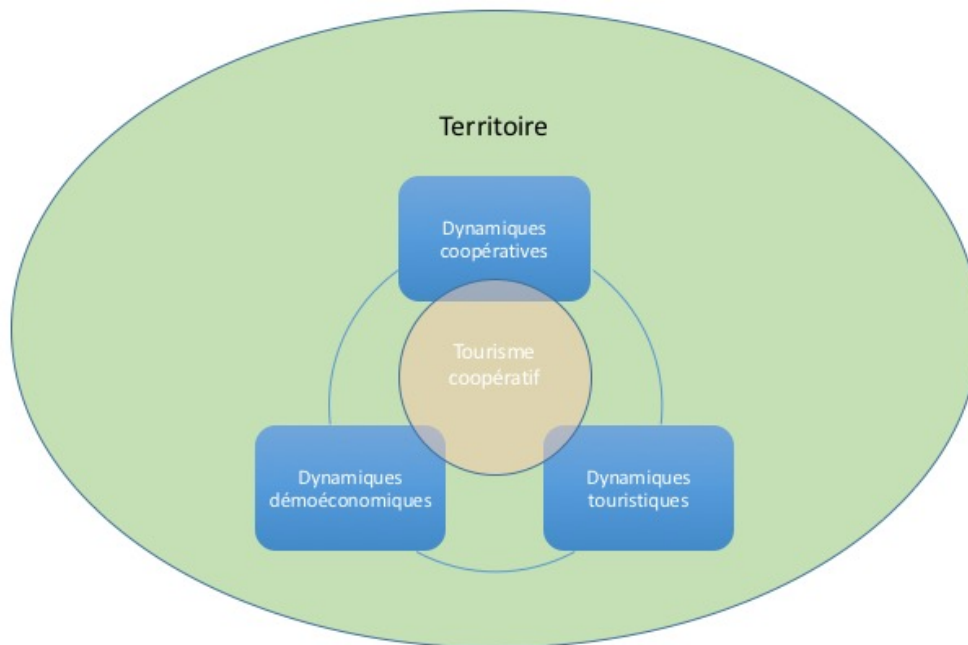 Territoire
Dynamiques
coopératives
Tourisme
coopératif
Dynamiques
démoéconomiques
Dynamiques
touristiques